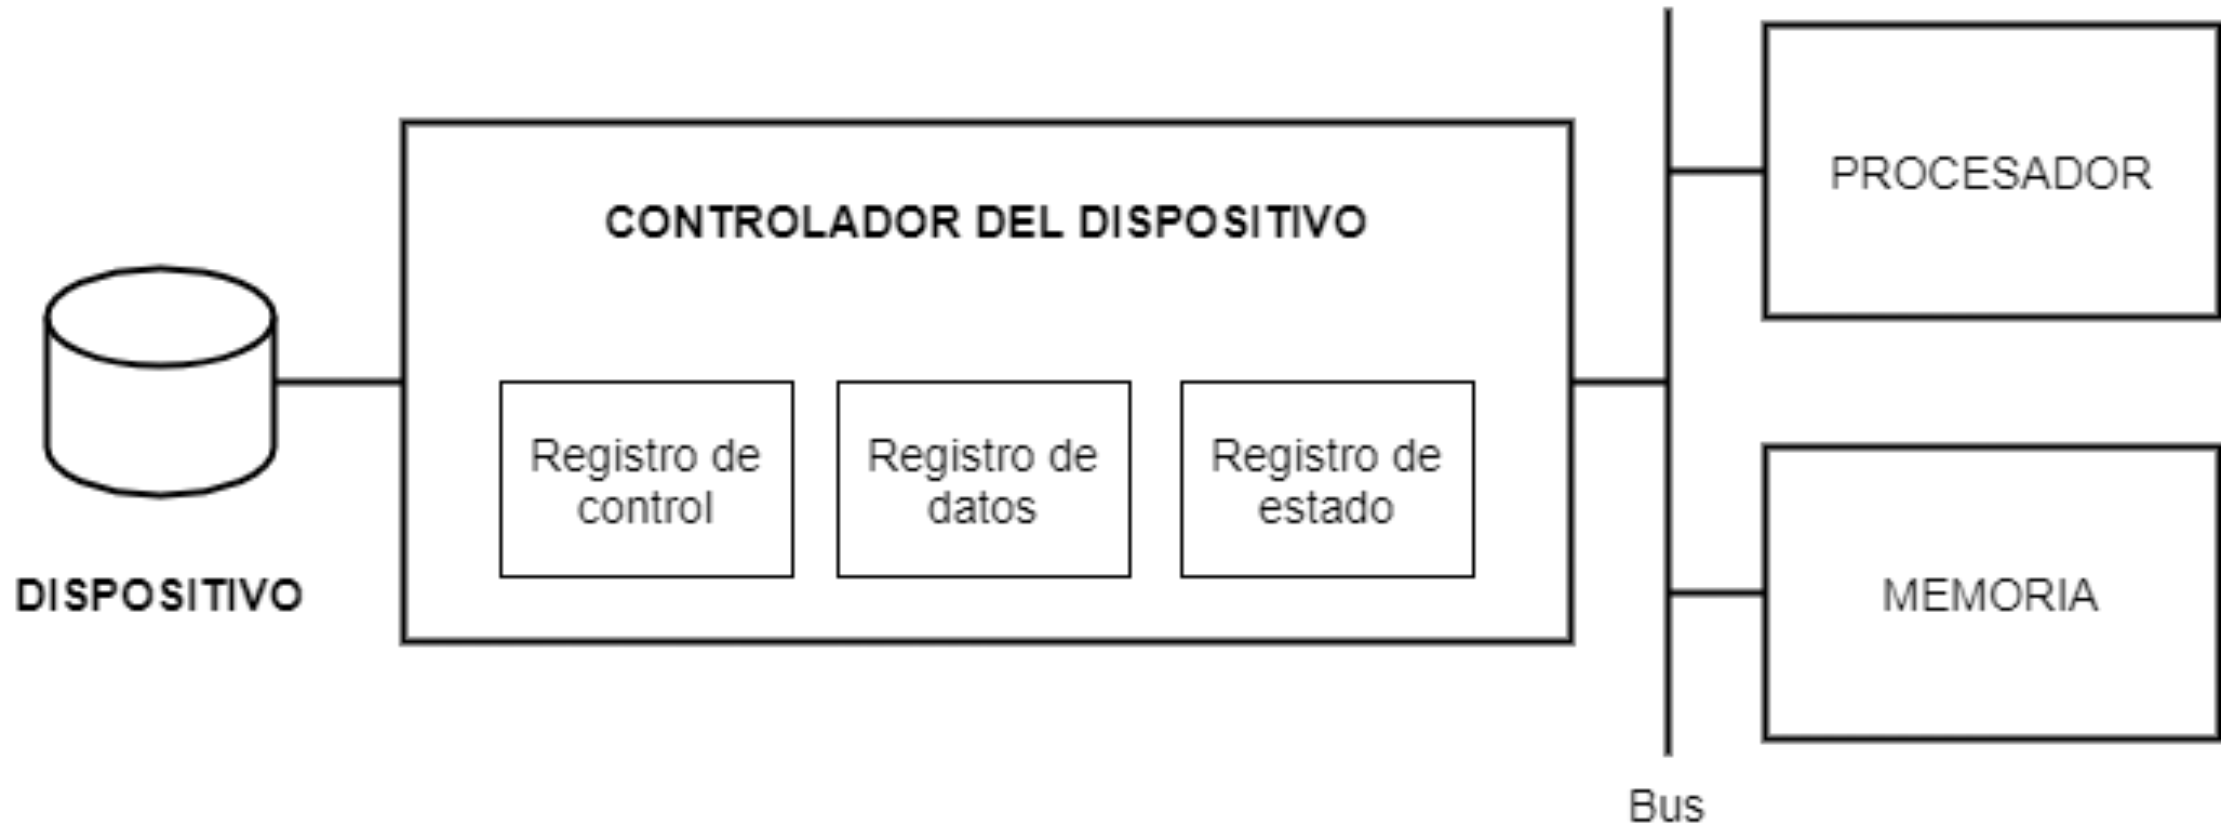 DISPOSITIVO
CONTROLADOR DEL DISPOSITIVO
Registro de
control
Registro de
datos
Registro de
estado
Bus
PROCESADOR
MEMORIA